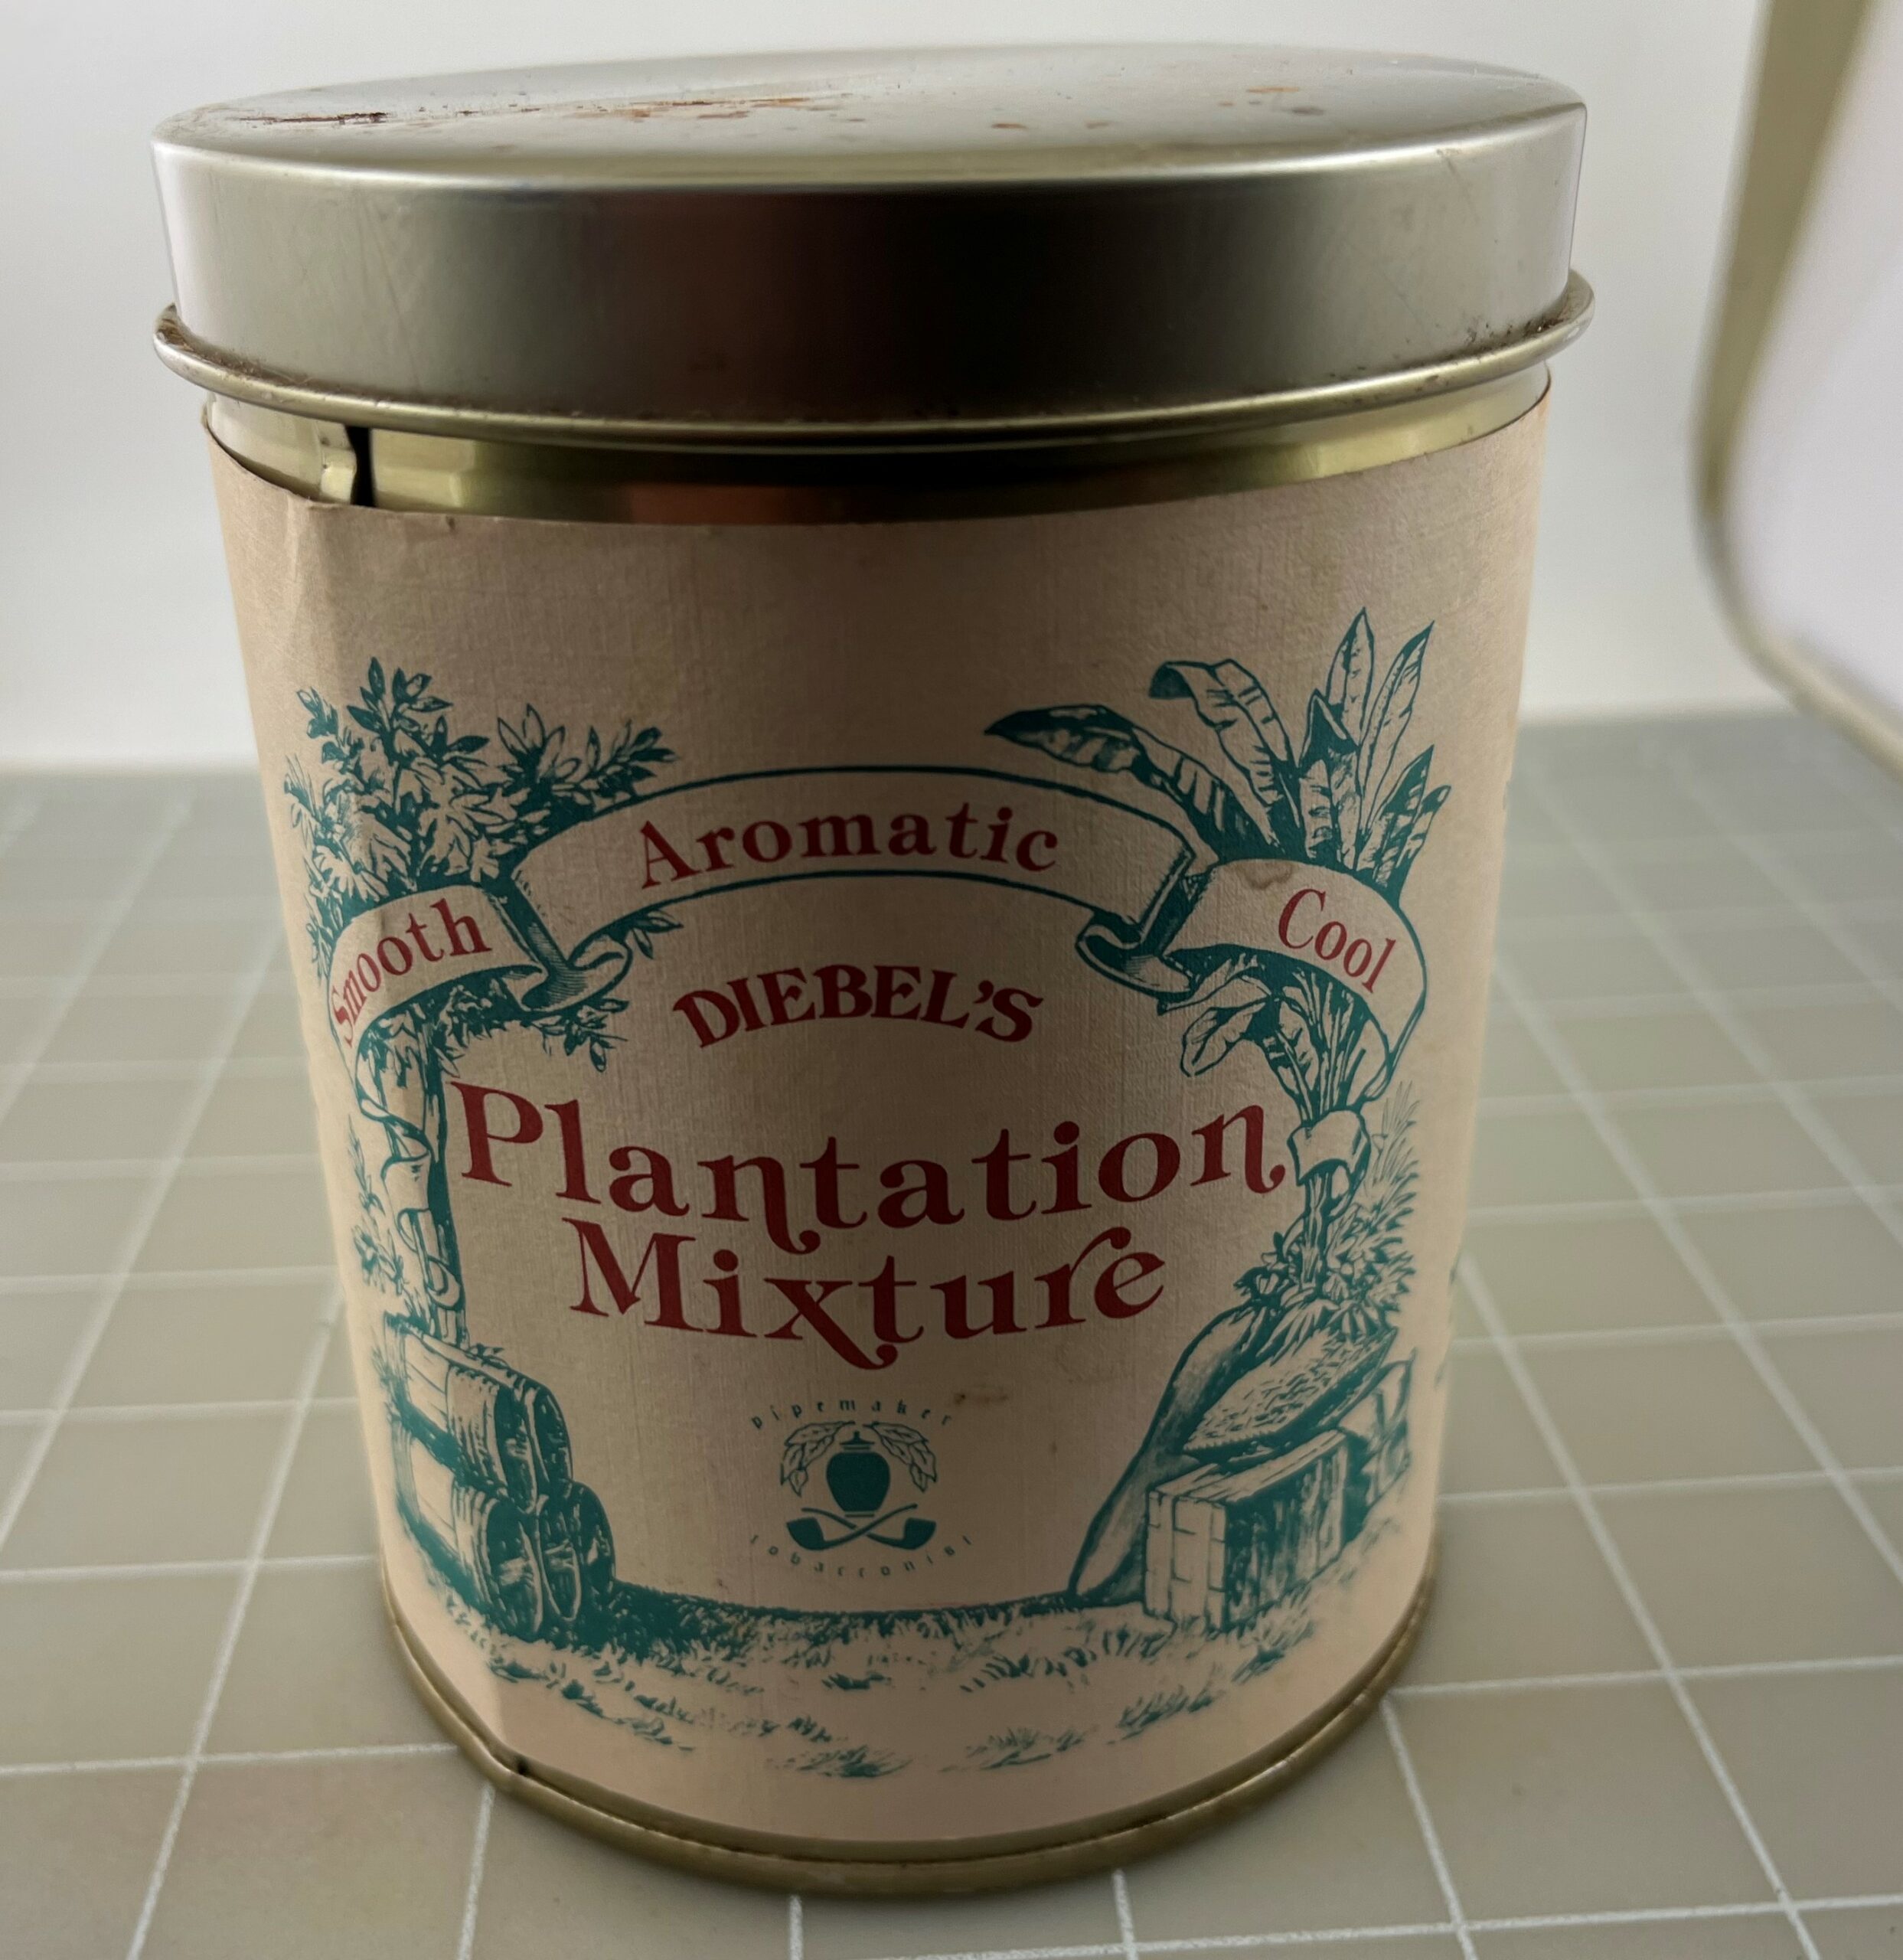 Smooth Aromatic Cool
DIEBEL'S
Plantation
Mixture
pipemaker
tobacconist